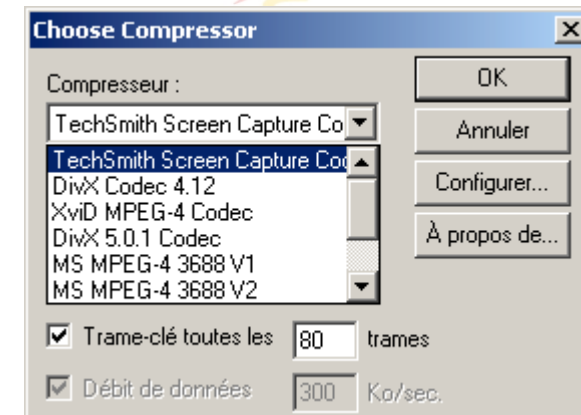 Choose Compressor
Compresseur :
OK
TechSmith Screen Capture Co
Annuler
TechSmith Screen Capture Coc
DivX Codec 4.12
Configurer...
XviD MPEG-4 Codec
DivX 5.0.1 Codec
À propos de...
MS MPEG-4 3688 V1
MS MPEG-4 3688 V2
Trame-clé toutes les 80 trames
Débit de données 300 Ko/sec.